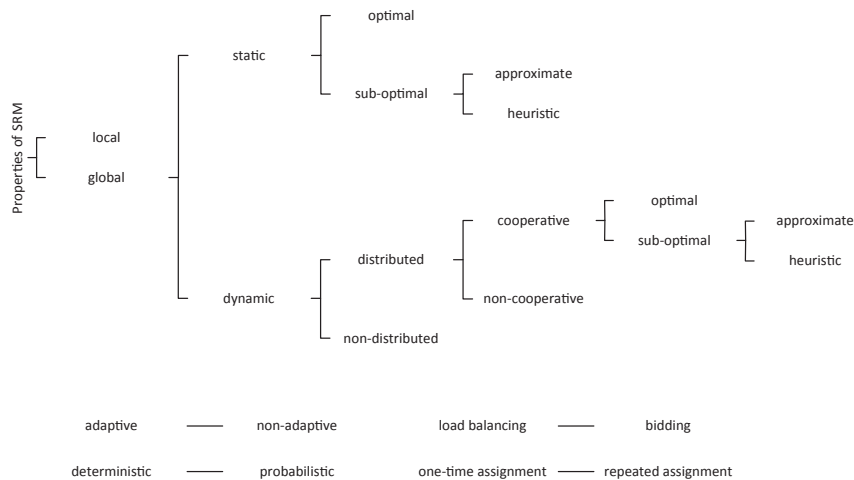 optimal
static
approximate
sub-optimal
heuristic
Properties of SRM
local
global
optimal
cooperative
approximate
sub-optimal
distributed
heuristic
dynamic
non-cooperative
non-distributed
adaptive non-adaptive load balancing bidding
deterministic probabilistic one-time assignment repeated assignment